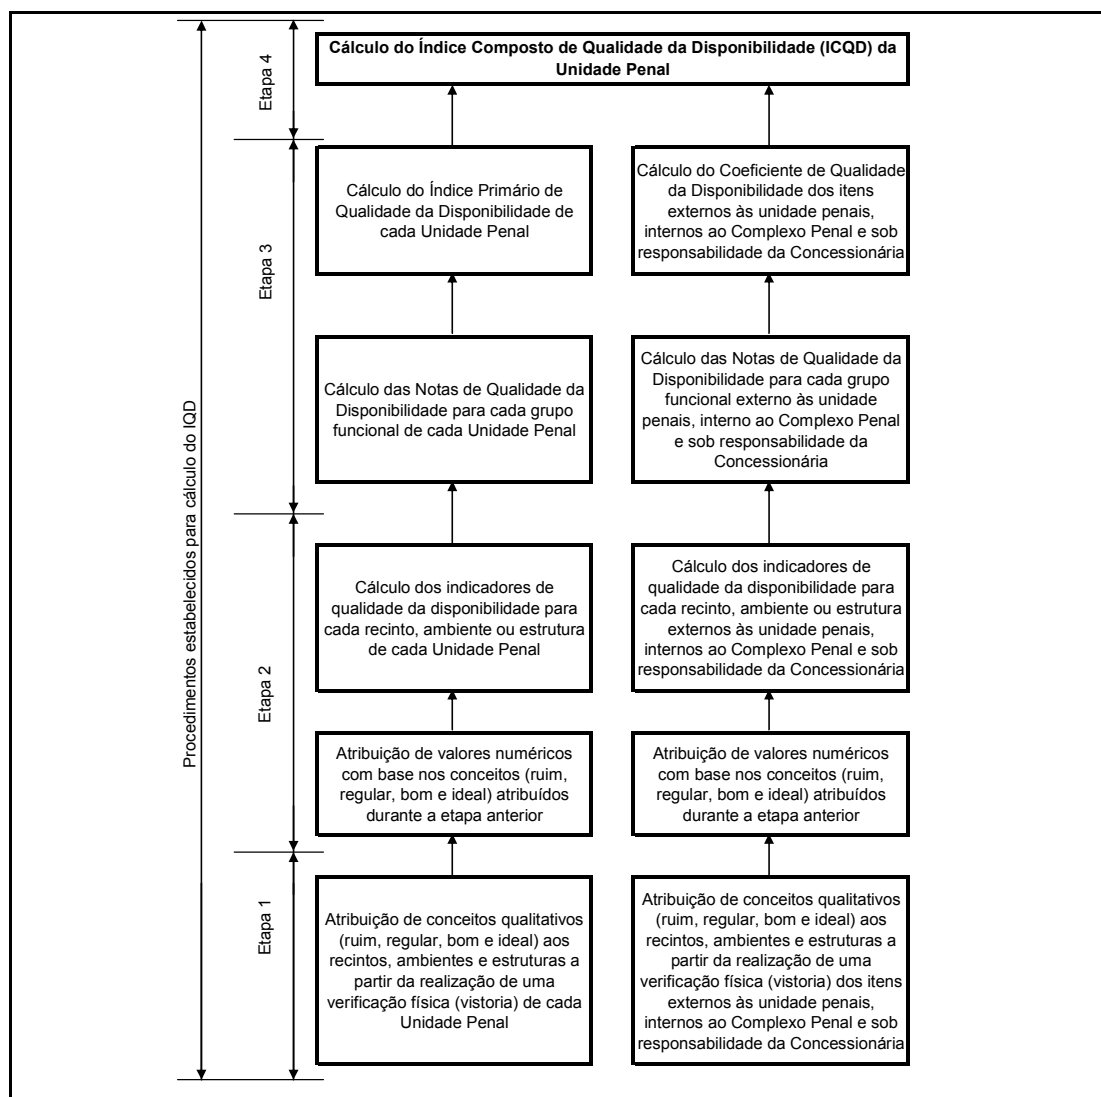 Cálculo do Índice Composto de Qualidade da Disponibilidade (ICQD) da
Unidade Penal
Etapa 4
Cálculo do Índice Primário de
Qualidade da Disponibilidade de
cada Unidade Penal
Cálculo do Coeficiente de Qualidade
da Disponibilidade dos itens
externos às unidade penais,
internos ao Complexo Penal e sob
responsabilidade da Concessionária
Etapa 3
Cálculo das Notas de Qualidade da
Disponibilidade para cada grupo
funcional de cada Unidade Penal
Cálculo das Notas de Qualidade da
Disponibilidade para cada grupo
funcional externo às unidade
penais, interno ao Complexo Penal
e sob responsabilidade da
Concessionária
Procedimentos estabelecidos para cálculo do IQD
Cálculo dos indicadores de
qualidade da disponibilidade para
cada recinto, ambiente ou estrutura
de cada Unidade Penal
Cálculo dos indicadores de
qualidade da disponibilidade para
cada recinto, ambiente ou estrutura
externos às unidade penais,
internos ao Complexo Penal e sob
responsabilidade da Concessionária
Etapa 2
Atribuição de valores numéricos
com base nos conceitos (ruim,
regular, bom e ideal) atribuídos
durante a etapa anterior
Atribuição de valores numéricos
com base nos conceitos (ruim,
regular, bom e ideal) atribuídos
durante a etapa anterior
Etapa 1
Atribuição de conceitos qualitativos
(ruim, regular, bom e ideal) aos
recintos, ambientes e estruturas a
partir da realização de uma
verificação física (vistoria) de cada
Unidade Penal
Atribuição de conceitos qualitativos
(ruim, regular, bom e ideal) aos
recintos, ambientes e estruturas a
partir da realização de uma
verificação física (vistoria) dos itens
externos às unidade penais,
internos ao Complexo Penal e sob
responsabilidade da Concessionária